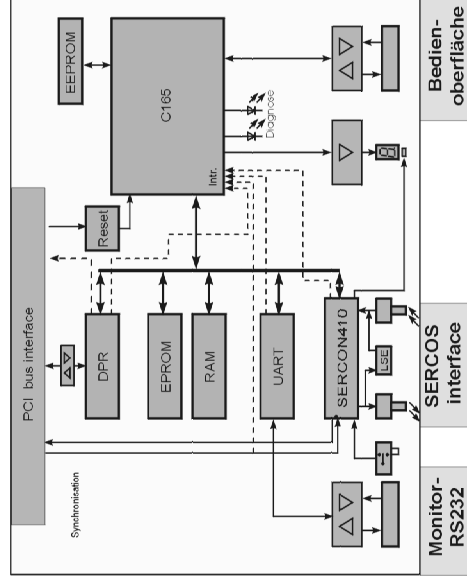 PCI bus interface
Synchronisation
EEPROM
C165
Reset
Intr.
Diagnose
DPR
EPROM
RAM
UART
SERCON410
LSE
Monitor-
RS232
SERCOS
interface
Bedien-
oberfläche